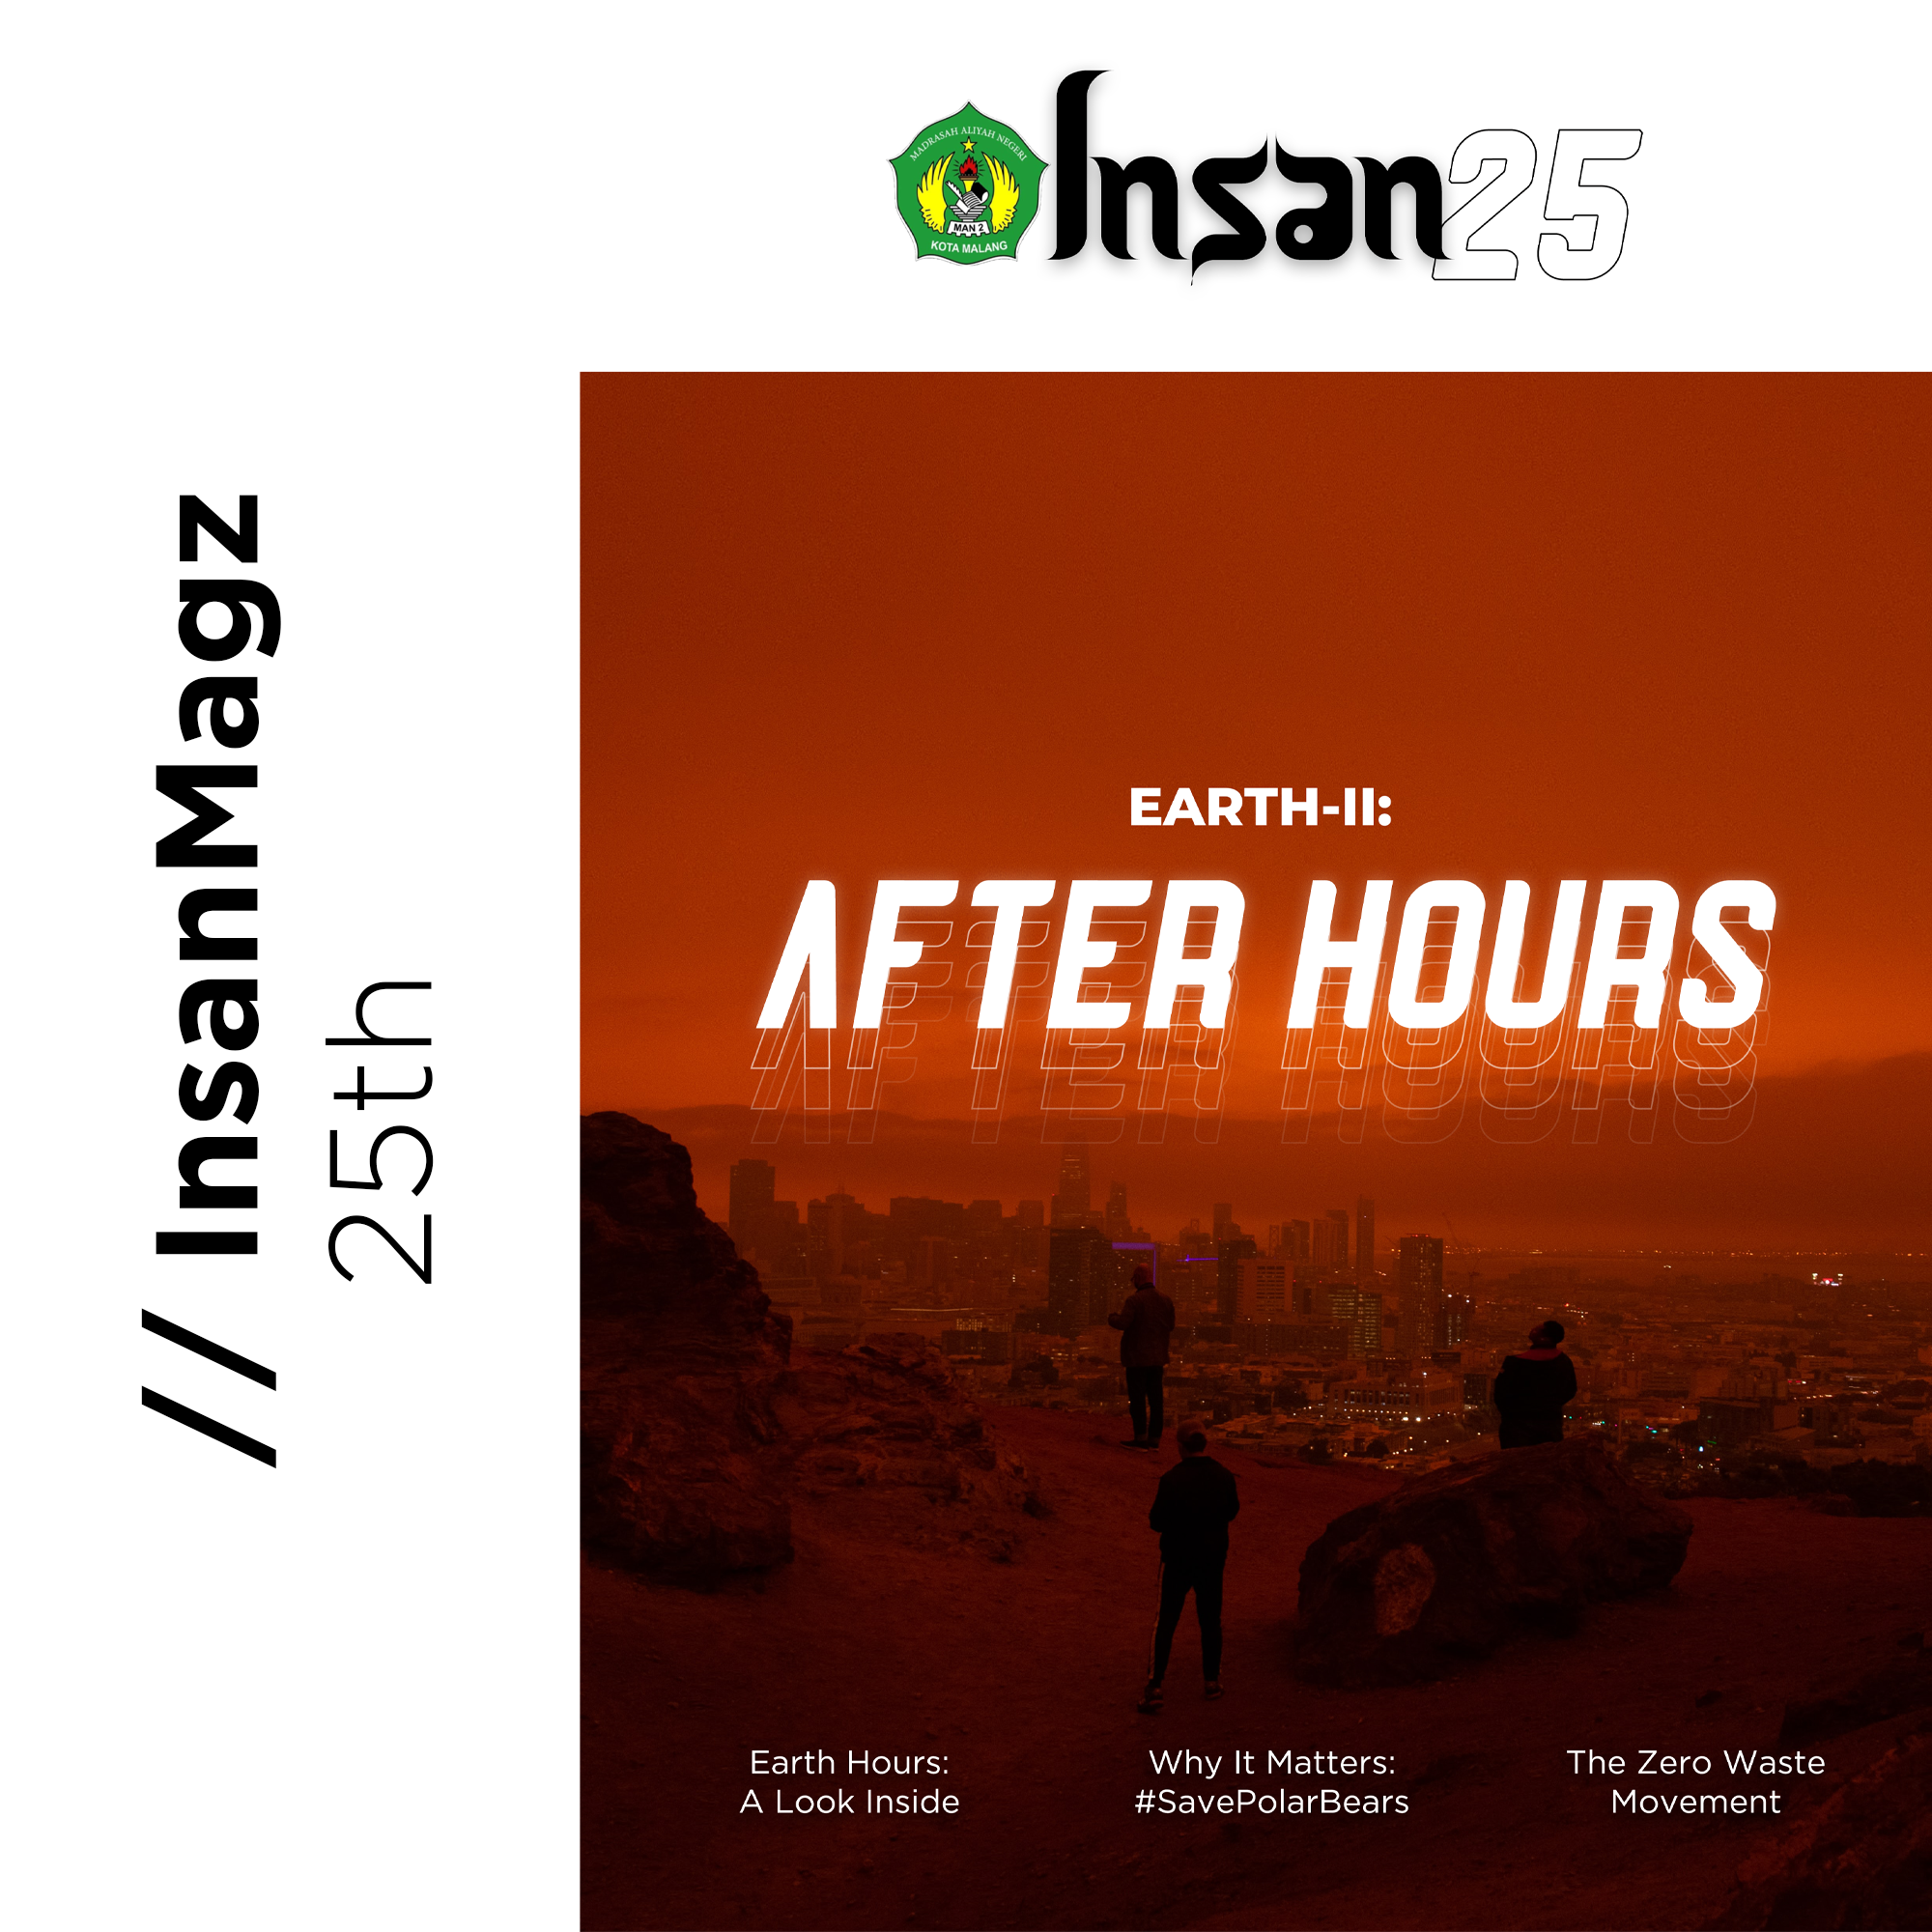 MADRASAH ALIYAH NEGERI
MAN 2
KOTA MALANG
Insan25
// InsanMagz
25th
EARTH-II:
AFTER HOURS
Earth Hours:
A Look Inside
Why It Matters:
#SavePolarBears
The Zero Waste
Movement